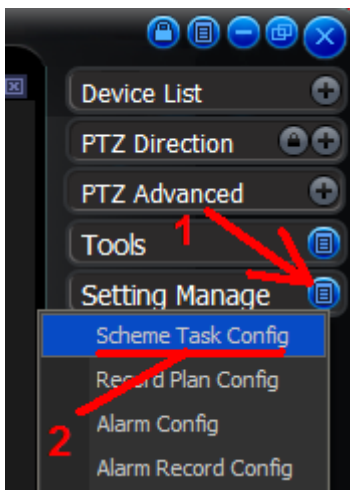 Device List
PTZ Direction
PTZ Advanced
1
Tools
Setting Manage
Scheme Task Config
Record Plan Config
2
Alarm Config
Alarm Record Config